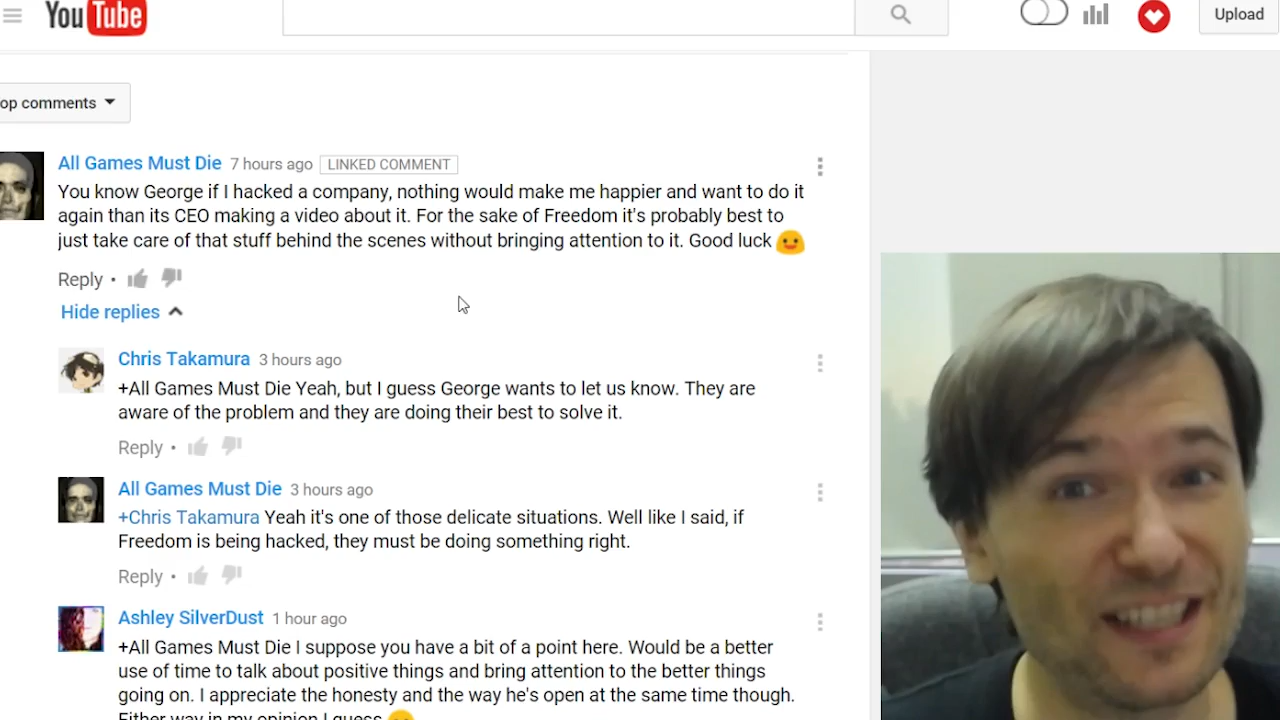 YouTube
Upload
op comments
All Games Must Die 7 hours ago LINKED COMMENT
You know George if I hacked a company, nothing would make me happier and want to do it
again than its CEO making a video about it. For the sake of Freedom it's probably best to
just take care of that stuff behind the scenes without bringing attention to it. Good luck
Reply •
Hide replies
Chris Takamura 3 hours ago
+All Games Must Die Yeah, but I guess George wants to let us know. They are
aware of the problem and they are doing their best to solve it.
Reply •
All Games Must Die 3 hours ago
+Chris Takamura Yeah it's one of those delicate situations. Well like I said, if
Freedom is being hacked, they must be doing something right.
Reply •
Ashley SilverDust 1 hour ago
+All Games Must Die I suppose you have a bit of a point here. Would be a better
use of time to talk about positive things and bring attention to the better things
going on. I appreciate the honesty and the way he's open at the same time though.
Either way in my opinion I guess